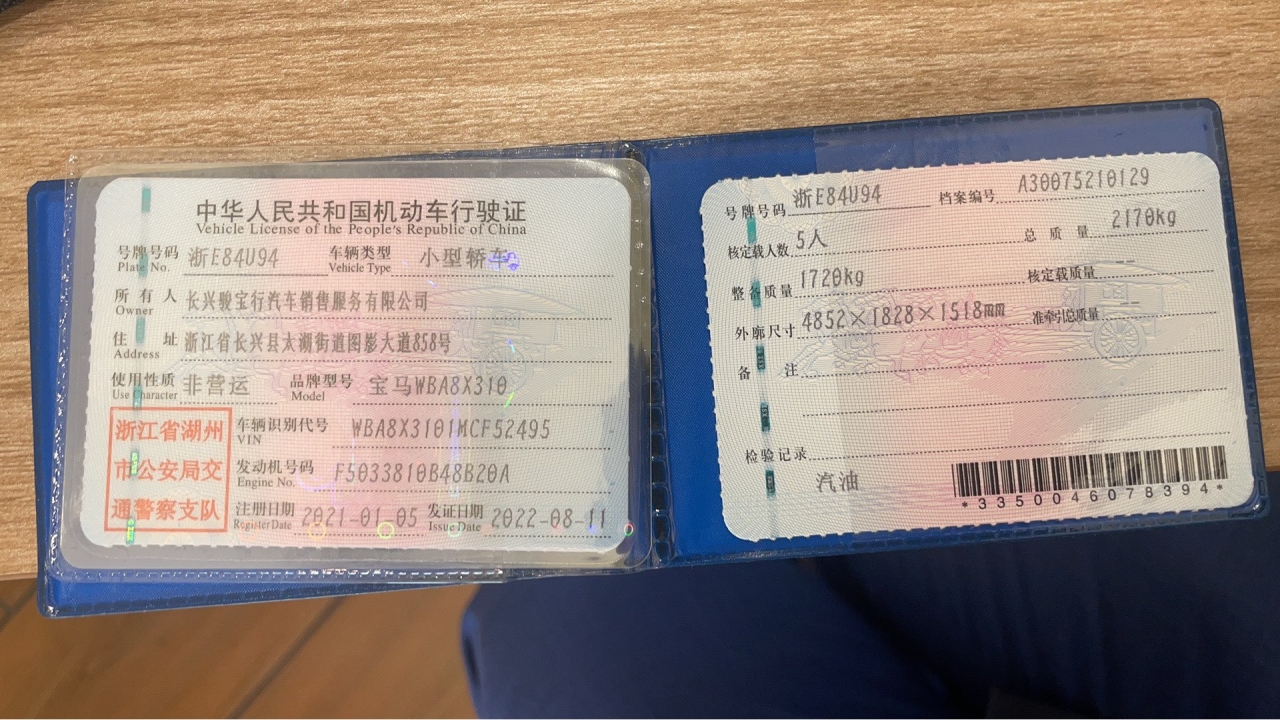 中华人民共和国机动车行驶证
Vehicle License of the People's Republic of China
号牌号码 浙E84U94 车辆类型 小型轿车
Plate No. Vehicle Type
所有人 长兴骏宝行汽车销售服务有限公司
Owner
住址 浙江省长兴县太湖街道图影大道858号
Address
使用性质 非营运 品牌型号 宝马WBA8X310
Use Character Model
浙江省湖州
市公安局交
通警察支队
车辆识别代号 WBA8X3101MCF52495
VIN
发动机号码 F5033810B48B20A
Engine No.
注册日期 2021-01-05 发证日期 2022-08-11
Register Date Issue Date
号牌号码 浙E84U94 档案编号 A30075210129
核定载人数 5人 总质量 2170kg
整备质量 1720kg 核定载质量 --
外廓尺寸 4852×1828×1518mm 准牵引总质量 --
备注
检验记录
汽油
*3350046078394*